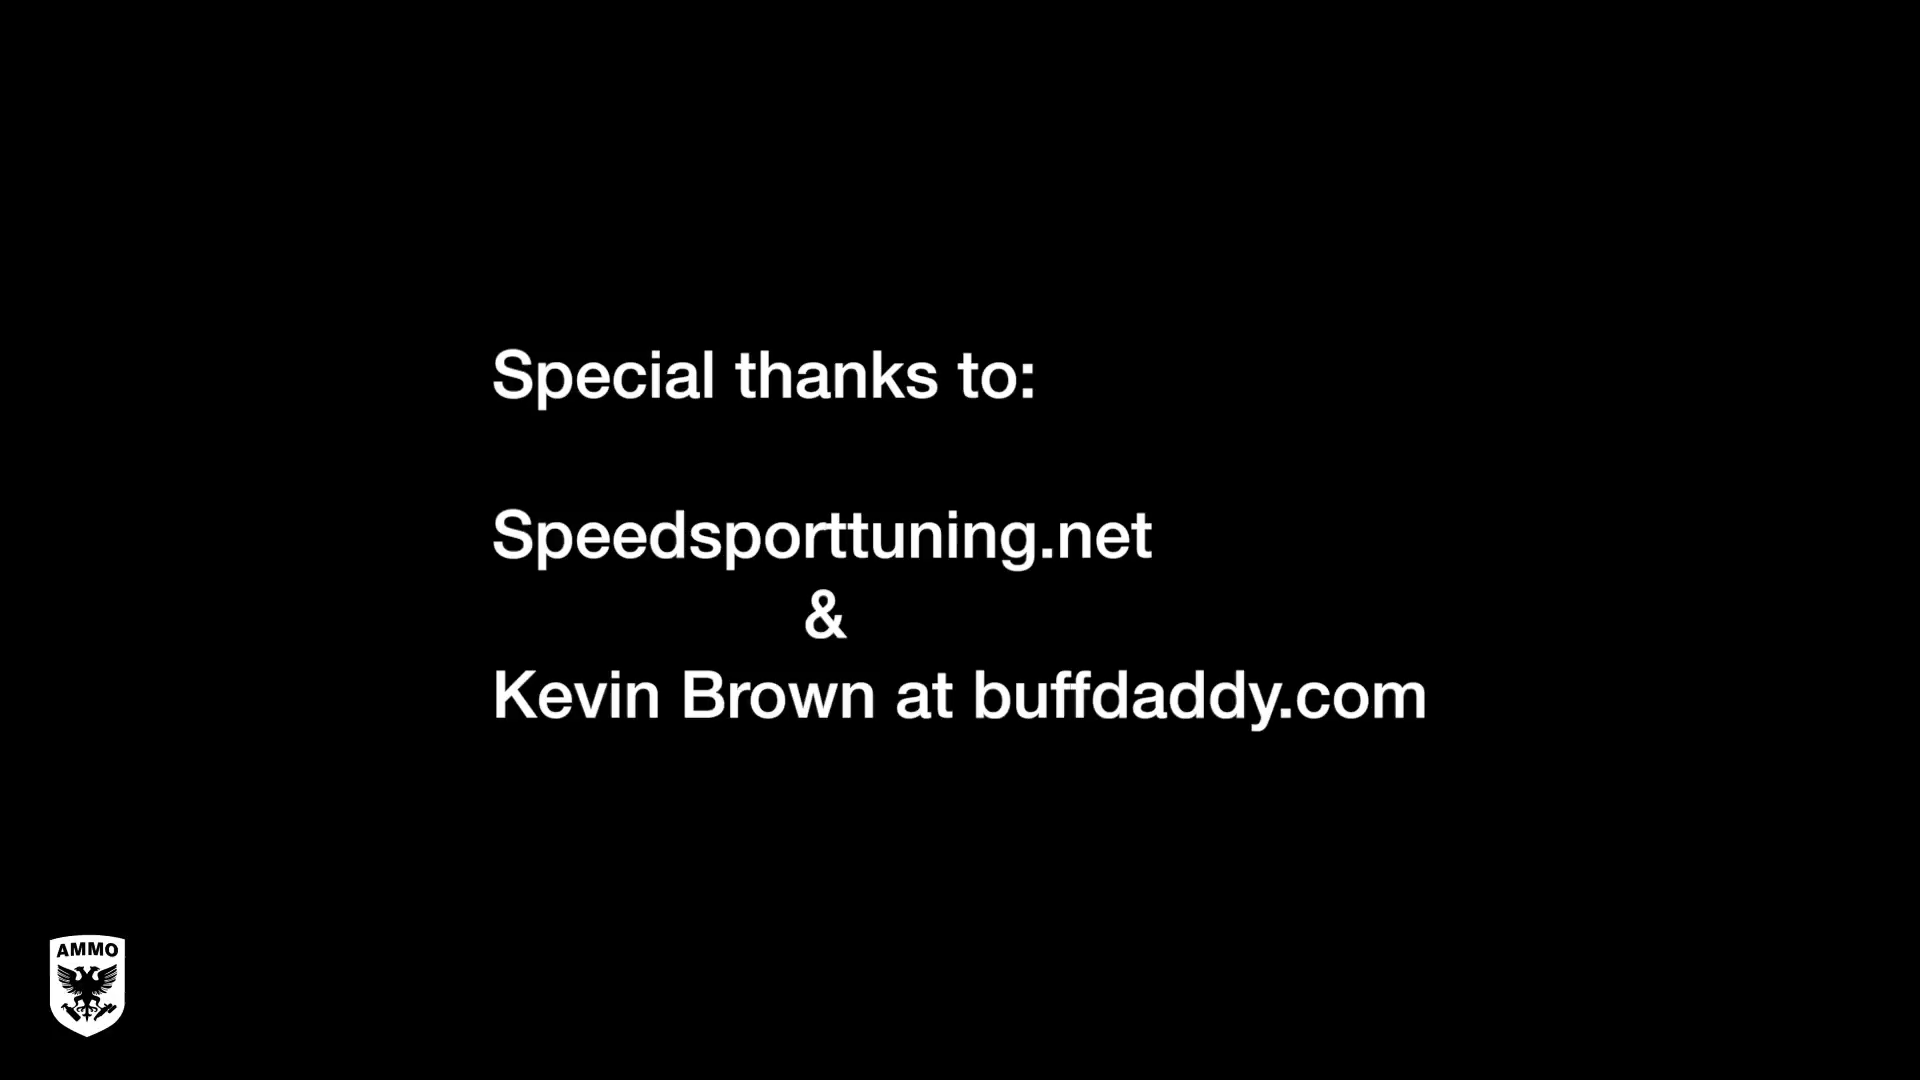 Special thanks to:
Speedsporttuning.net
&
Kevin Brown at buffdaddy.com
AMMO